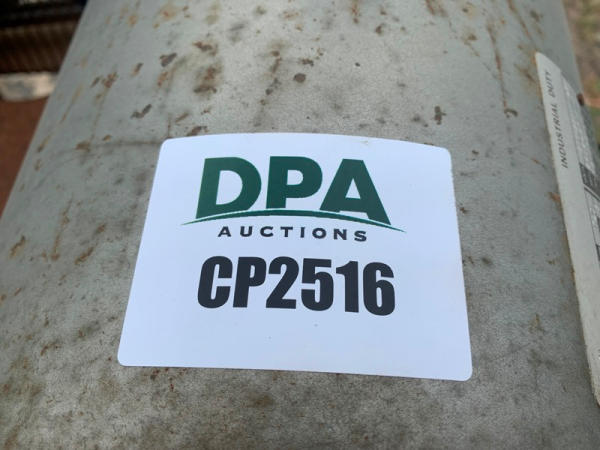 DPA
AUCTIONS
CP2516
INDUSTRIAL DUTY